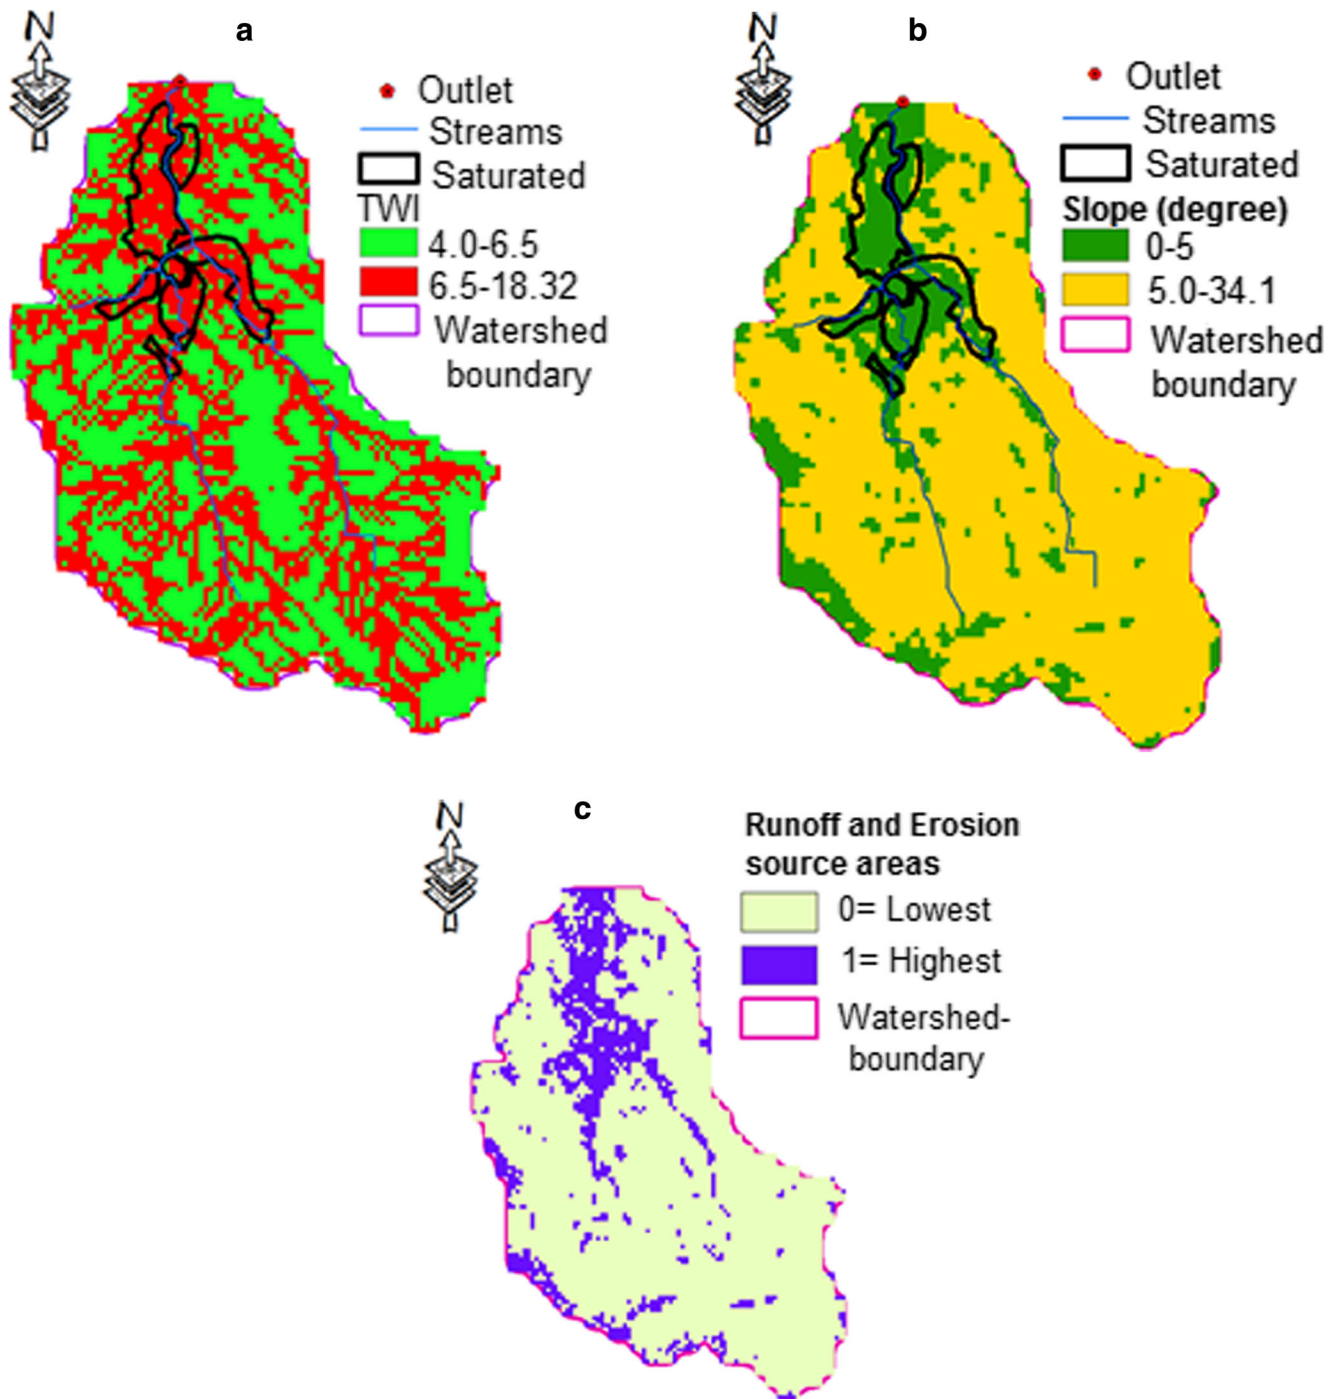 N
a
Outlet
Streams
Saturated
TWI
4.0-6.5
6.5-18.32
Watershed
boundary
N
b
Outlet
Streams
Saturated
Slope (degree)
0-5
5.0-34.1
Watershed
boundary
N
c
Runoff and Erosion
source areas
0= Lowest
1= Highest
Watershed-
boundary